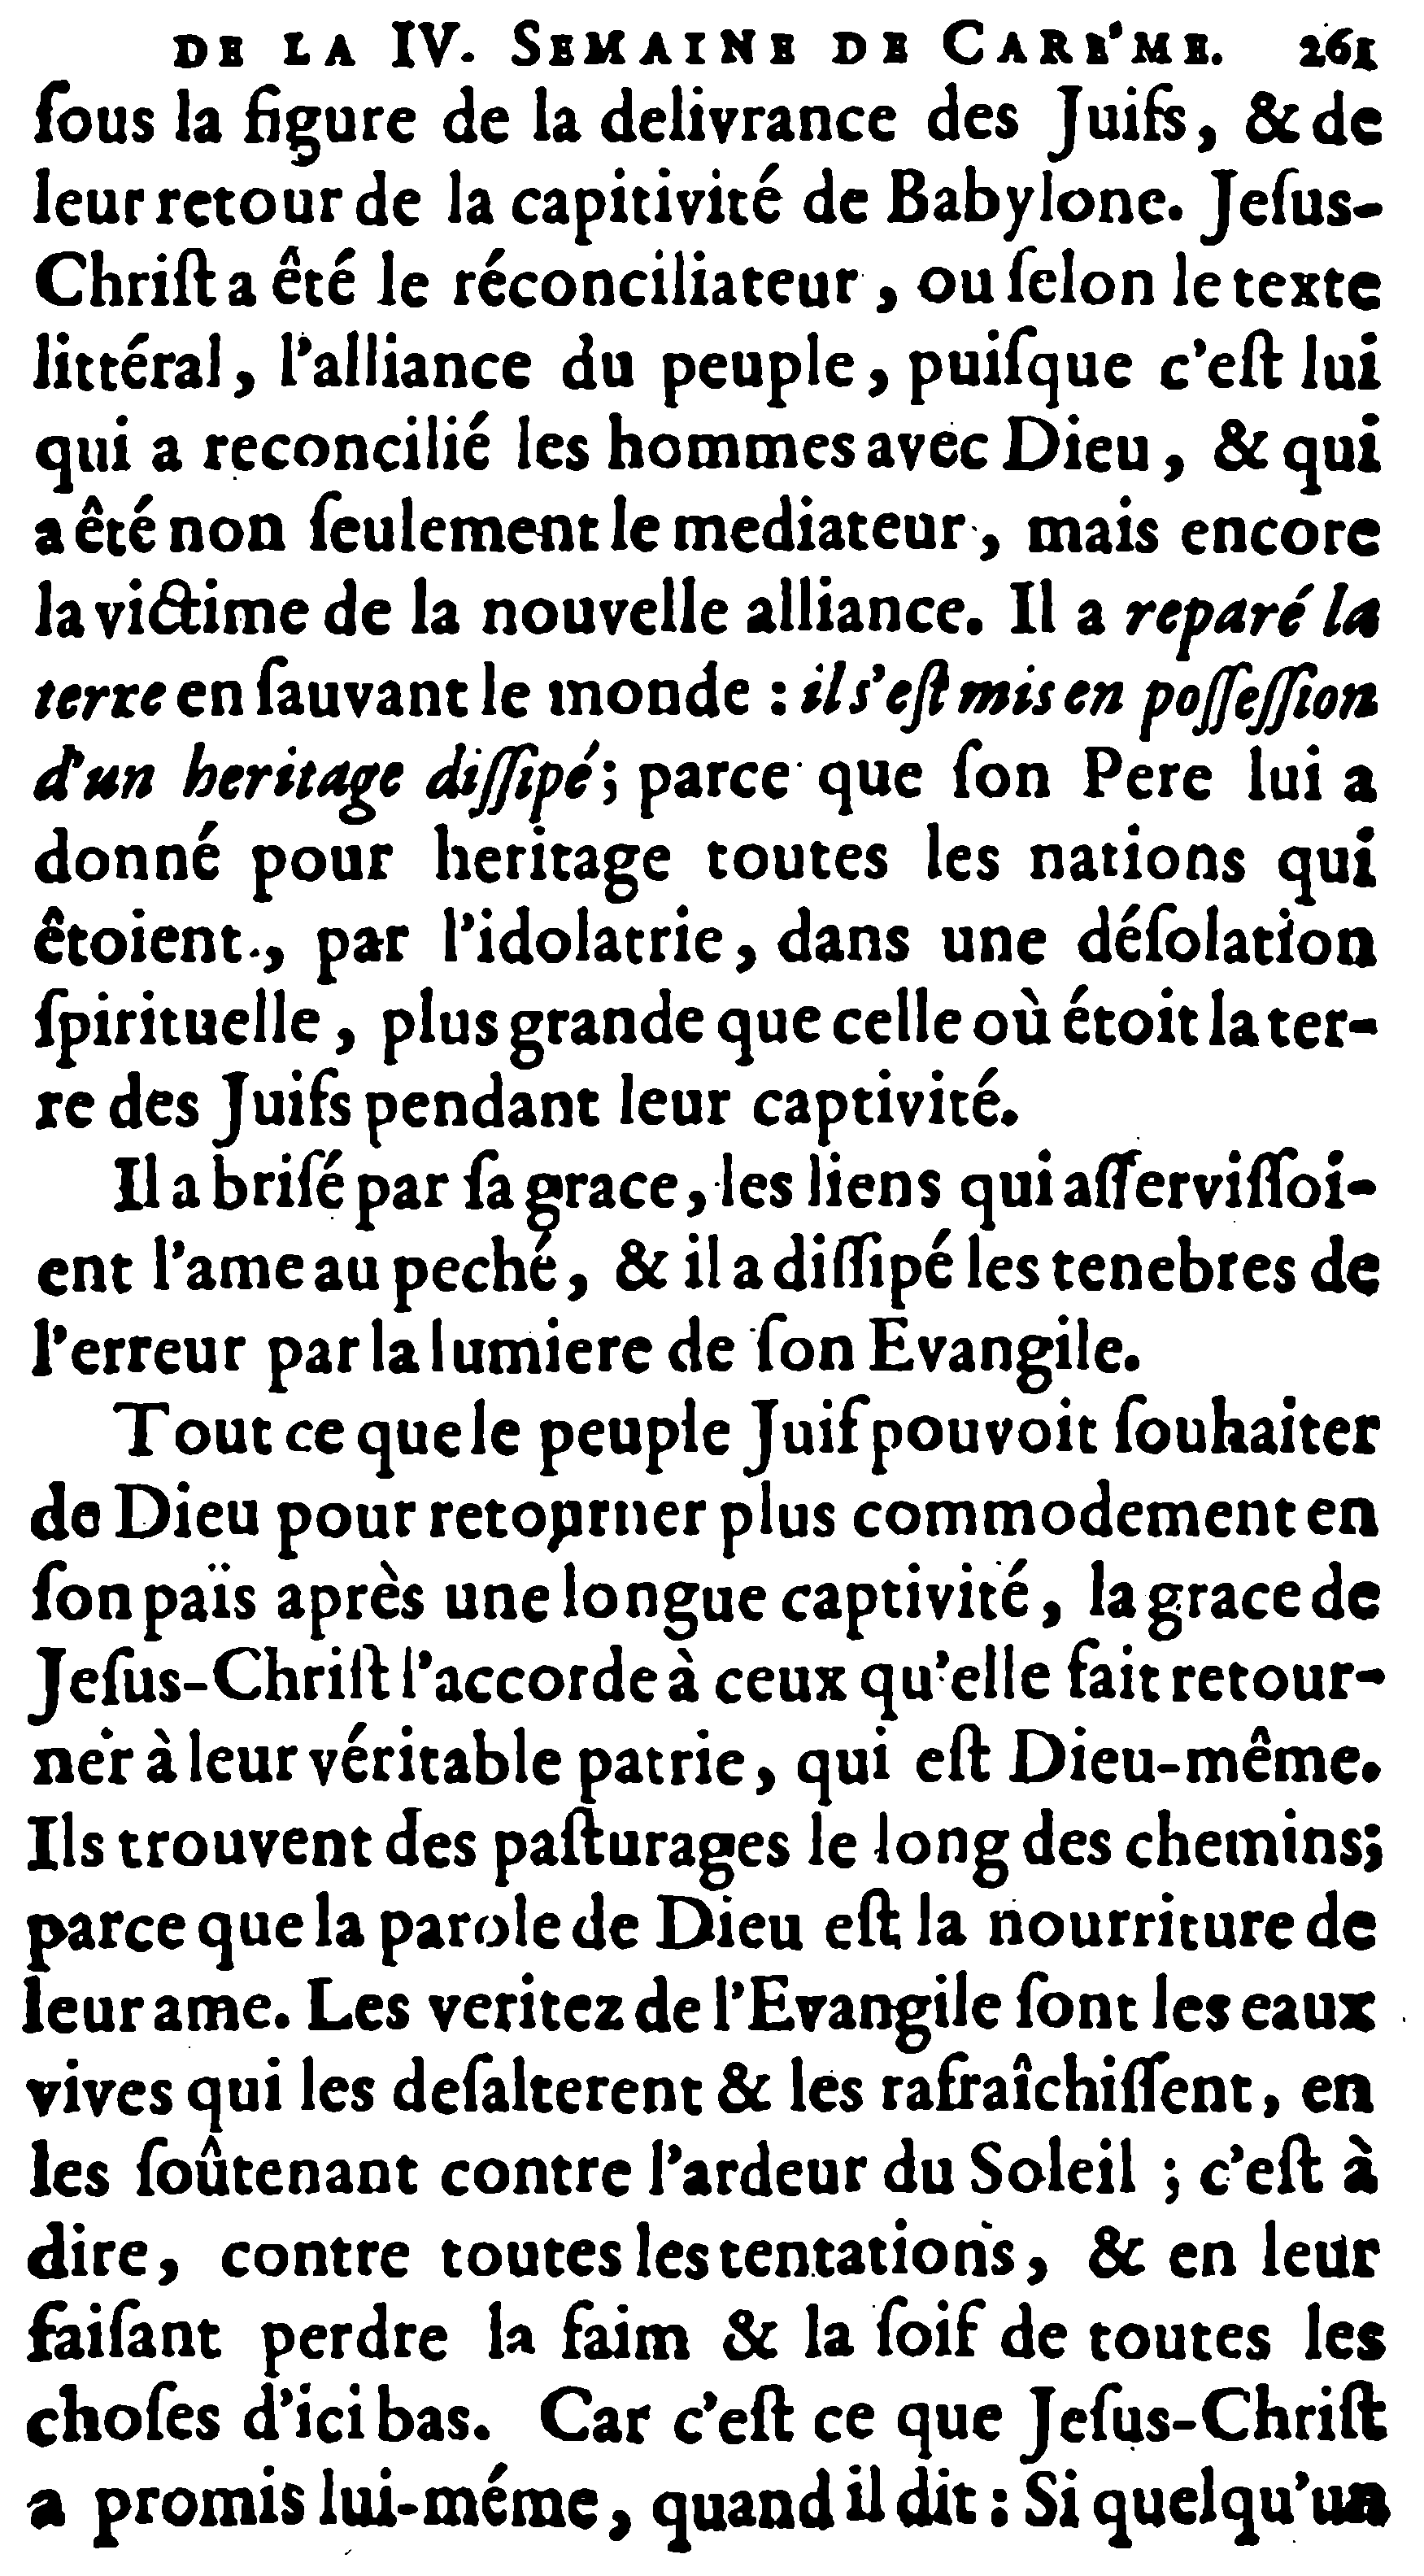 DE LA IV. SEMAINE DE CARE'ME. 261
ſous la figure de la delivrance des Juifs, & de
leur retour de la capitivité de Babylone. Jeſus-
Chriſt a êté le réconciliateur, ou ſelon le texte
littéral, l'alliance du peuple, puiſque c'eſt lui
qui a reconcilié les hommes avec Dieu, & qui
a êté non ſeulement le mediateur, mais encore
la victime de la nouvelle alliance. Il a reparé la
terre en ſauvant le monde : il s'eſt mis en poſſeſſion
d'un heritage diſſipé; parce que ſon Pere lui a
donné pour heritage toutes les nations qui
êtoient, par l'idolatrie, dans une déſolation
ſpirituelle, plus grande que celle où étoit la ter-
re des Juifs pendant leur captivité.
Il a briſé par ſa grace, les liens qui aſſerviſſoi-
ent l'ame au peché, & il a diſſipé les tenebres de
l'erreur par la lumiere de ſon Evangile.
Tout ce que le peuple Juif pouvoit ſouhaiter
de Dieu pour retourner plus commodement en
ſon païs après une longue captivité, la grace de
Jeſus-Chriſt l'accorde à ceux qu'elle fait retour-
ner à leur véritable patrie, qui eſt Dieu-même.
Ils trouvent des paſturages le long des chemins;
parce que la parole de Dieu eſt la nourriture de
leur ame. Les veritez de l'Evangile ſont les eaux
vives qui les deſalterent & les rafraîchiſſent, en
les ſoûtenant contre l'ardeur du Soleil ; c'eſt à
dire, contre toutes les tentations, & en leur
faiſant perdre la faim & la ſoif de toutes les
choſes d'ici bas. Car c'eſt ce que Jeſus-Chriſt
a promis lui-méme, quand il dit : Si quelqu'un